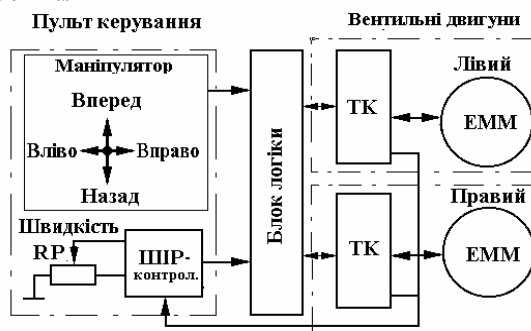 Пульт керування
Вентильні двигуни
Маніпулятор
Вперед
Вліво
Вправо
Назад
Швидкість
RP
ШІР-
контрол.
Блок логіки
Лівий
ТК
ЕММ
Правий
ТК
ЕММ